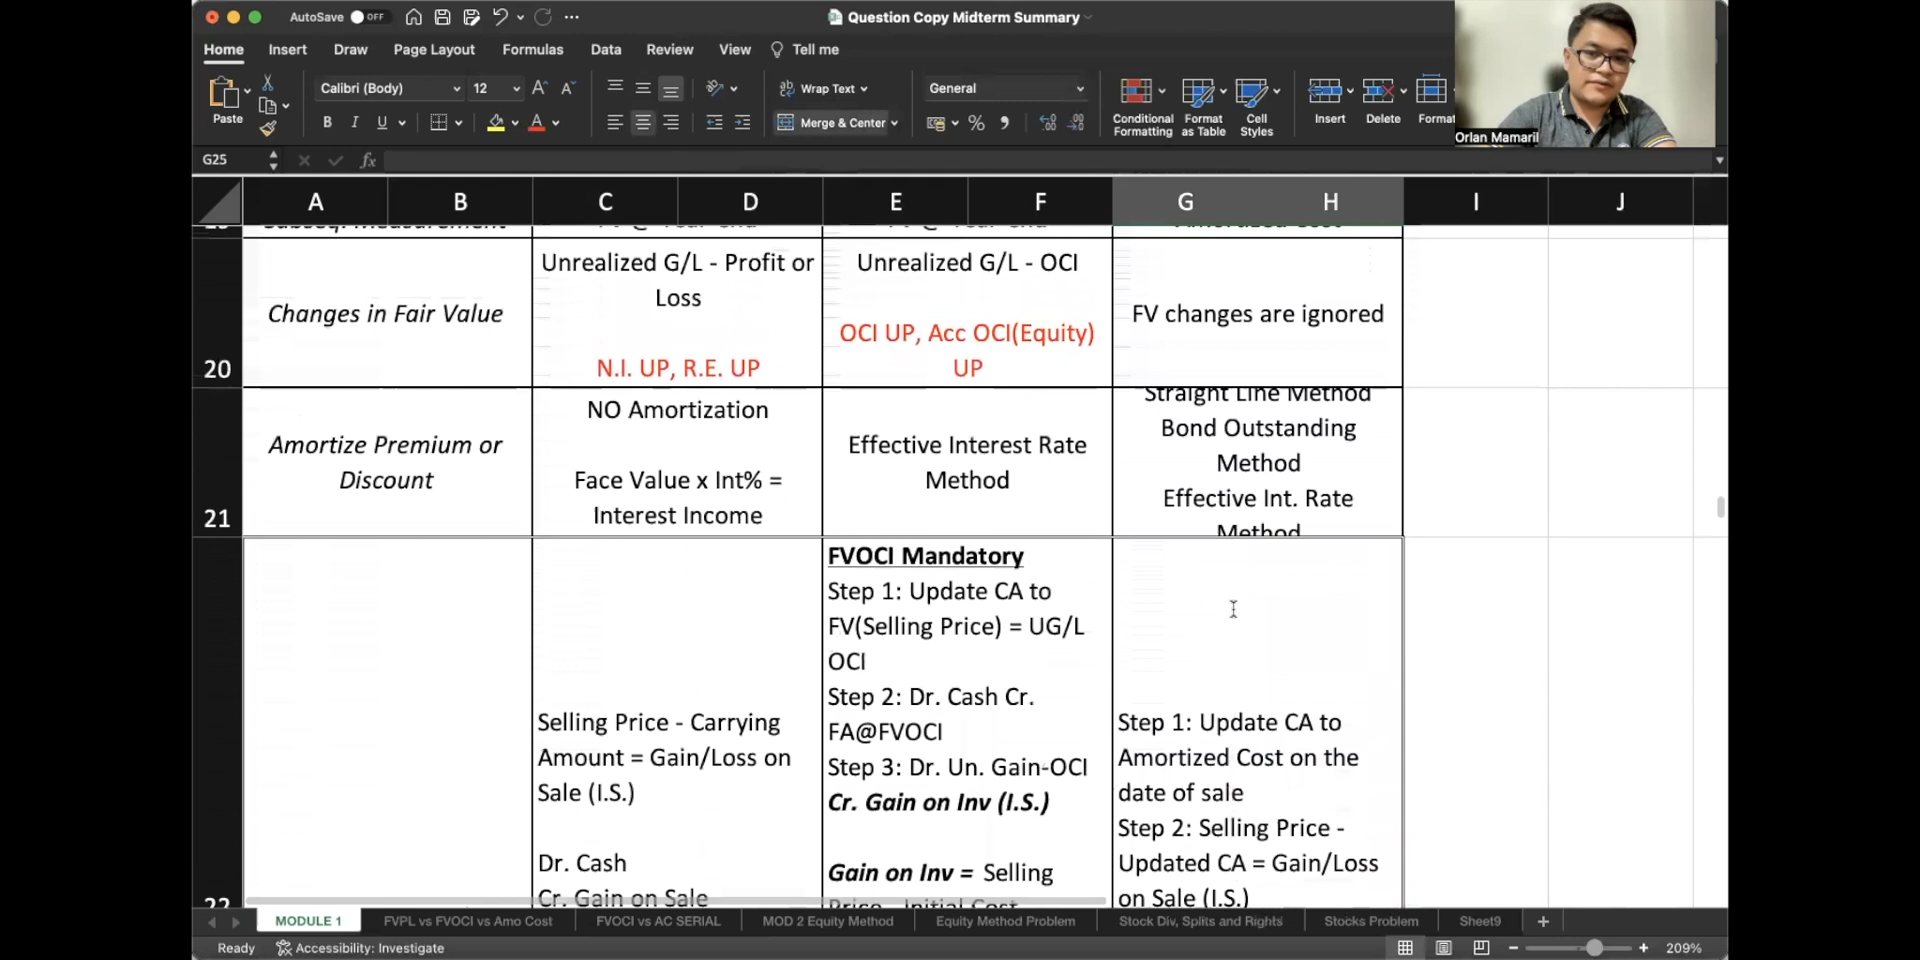 AutoSave OFF
Question Copy Midterm Summary
Home Insert Draw Page Layout Formulas Data Review View Tell me
Paste
Calibri (Body) 12
B I U
Wrap Text
Merge & Center
General
Conditional Formatting
Format as Table
Cell Styles
Insert
Delete
Format
Orlan Mamaril
G25
fx
A B C D E F G H I J
20
Changes in Fair Value
Unrealized G/L - Profit or
Loss
N.I. UP, R.E. UP
Unrealized G/L - OCI
OCI UP, Acc OCI(Equity)
UP
FV changes are ignored
21
Amortize Premium or
Discount
NO Amortization
Face Value x Int% =
Interest Income
Effective Interest Rate
Method
Straight Line Method
Bond Outstanding
Method
Effective Int. Rate
Method
22
Selling Price - Carrying
Amount = Gain/Loss on
Sale (I.S.)
Dr. Cash
Cr. Gain on Sale
FVOCI Mandatory
Step 1: Update CA to
FV(Selling Price) = UG/L
OCI
Step 2: Dr. Cash Cr.
FA@FVOCI
Step 3: Dr. Un. Gain-OCI
Cr. Gain on Inv (I.S.)
Gain on Inv = Selling
Price - Initial Cost
Step 1: Update CA to
Amortized Cost on the
date of sale
Step 2: Selling Price -
Updated CA = Gain/Loss
on Sale (I.S.)
MODULE 1 FVPL vs FVOCI vs Amo Cost FVOCI vs AC SERIAL MOD 2 Equity Method Equity Method Problem Stock Div, Splits and Rights Stocks Problem Sheet9 +
Ready Accessibility: Investigate
209%